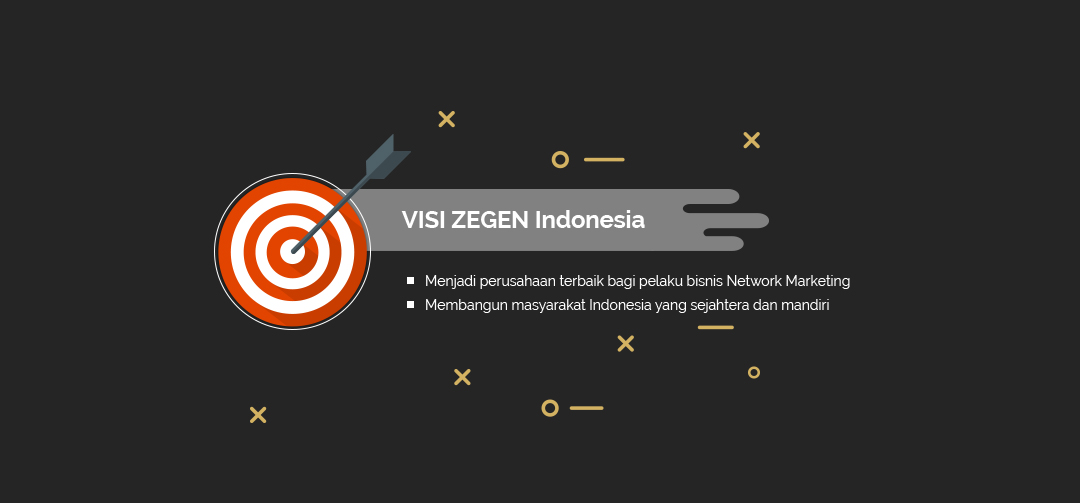 VISI ZEGEN Indonesia
Menjadi perusahaan terbaik bagi pelaku bisnis Network Marketing
Membangun masyarakat Indonesia yang sejahtera dan mandiri